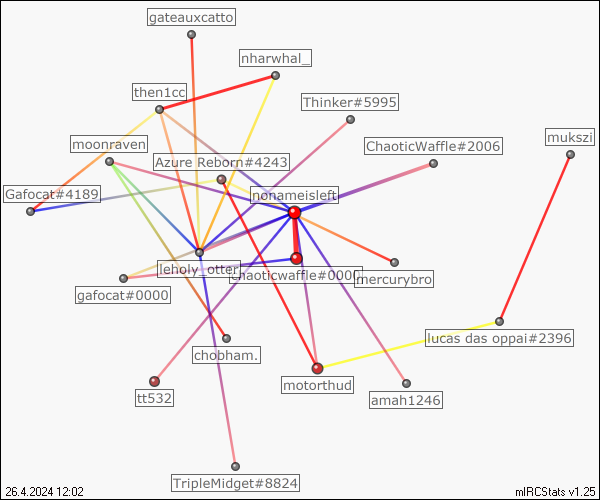 gateauxcatto
nharwhal_
then1cc
Thinker#5995
mukszi
moonraven
ChaoticWaffle#2006
Azure Reborn#4243
Gafocat#4189
nonameisleft
leholy_otter
chaoticwaffle#0000
mercurybro
gafocat#0000
lucas das oppai#2396
chobham.
motorthud
tt532
amah1246
TripleMidget#8824
26.4.2024 12:02
mIRCStats v1.25